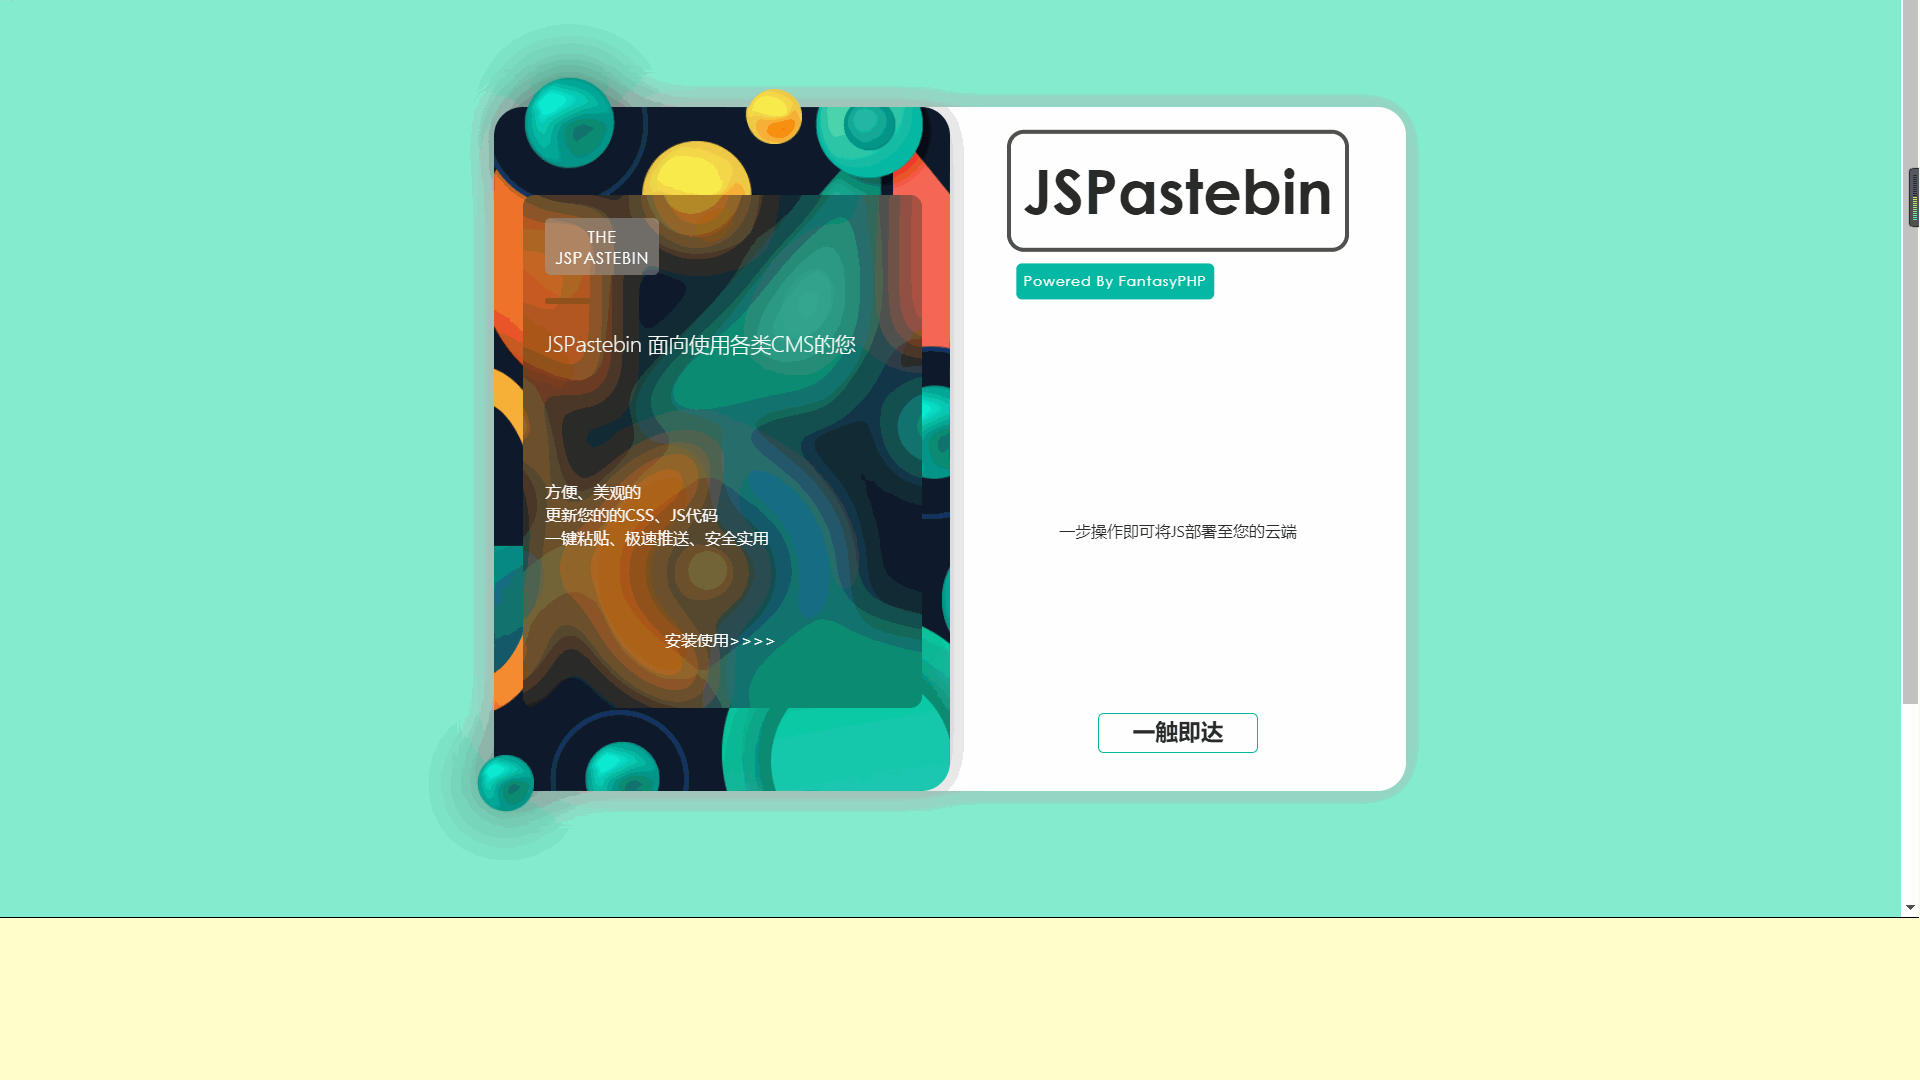 THE
JSPASTEBIN
JSPastebin 面向使用各类CMS的您
方便、美观的
更新您的的CSS、JS代码
一键粘贴、极速推送、安全实用
安装使用>>>>
JSPastebin
Powered By FantasyPHP
一步操作即可将JS部署至您的云端
一触即达